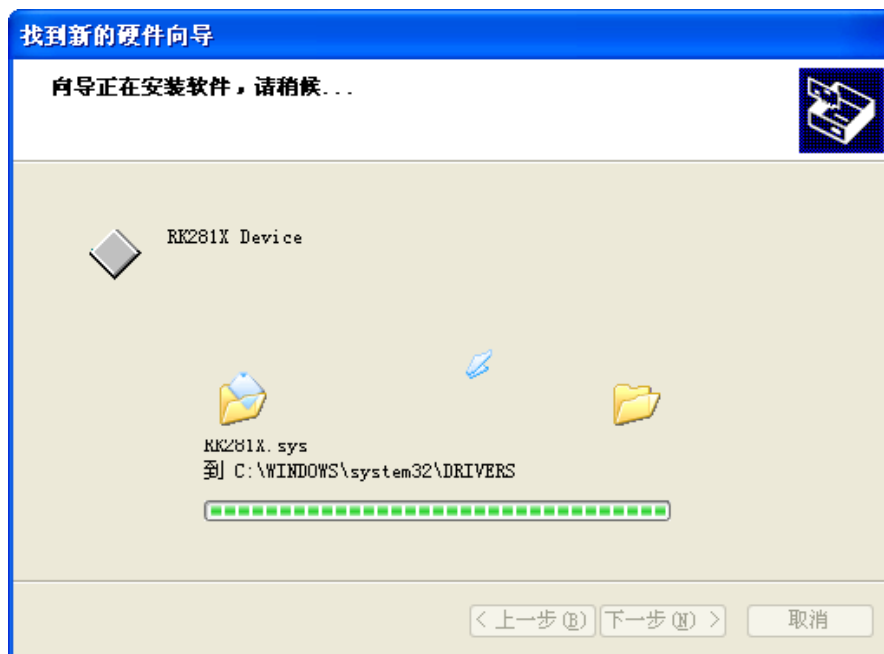 找到新的硬件向导
向导正在安装软件，请稍候...
RK281X Device
RK281X.sys
到 C:\WINDOWS\system32\DRIVERS
< 上一步(B) 下一步(N) > 取消